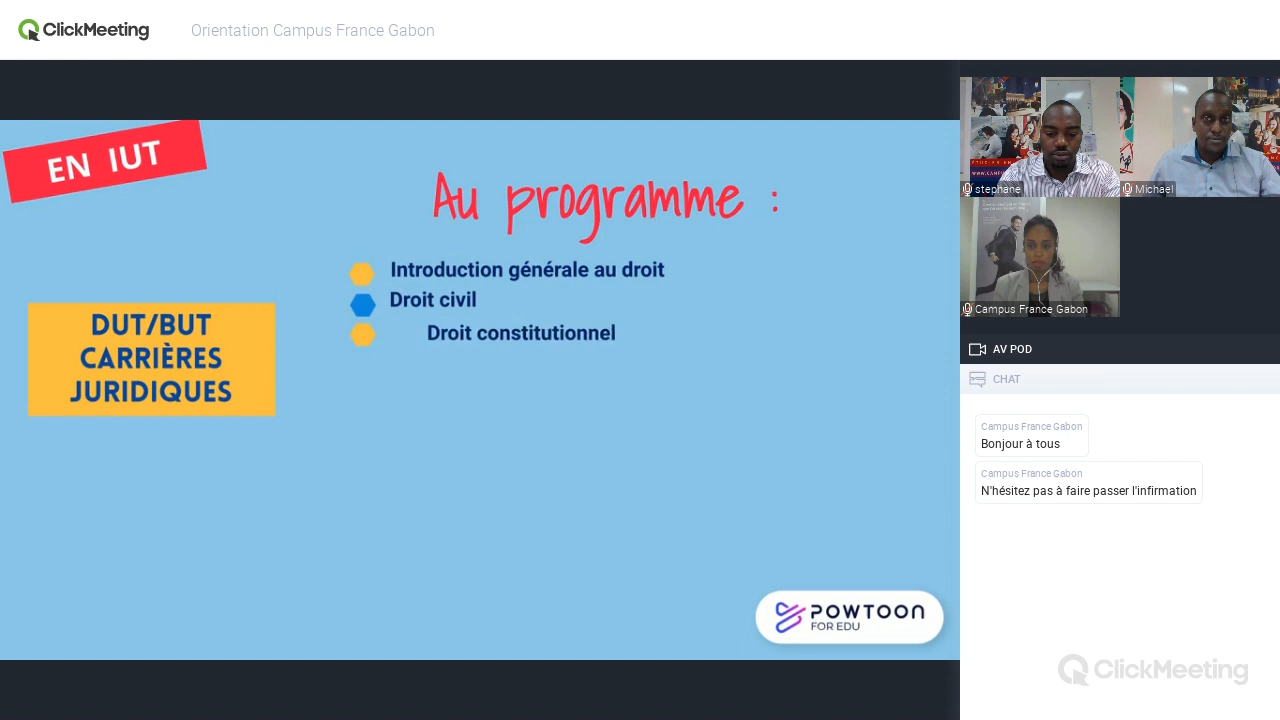 ClickMeeting
Orientation Campus France Gabon
EN IUT
Au programme :
Introduction générale au droit
Droit civil
Droit constitutionnel
DUT/BUT
CARRIÈRES
JURIDIQUES
POWTOON
FOR EDU
stephane
Michael
Campus France Gabon
AV POD
CHAT
Campus France Gabon
Bonjour à tous
Campus France Gabon
N'hésitez pas à faire passer l'infirmation
ClickMeeting